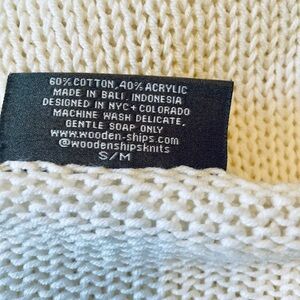 60% COTTON, 40% ACRYLIC
MADE IN BALI, INDONESIA
DESIGNED IN NYC + COLORADO
MACHINE WASH DELICATE.
GENTLE SOAP ONLY
www.wooden-ships.com
@woodenshipsknits
S/M